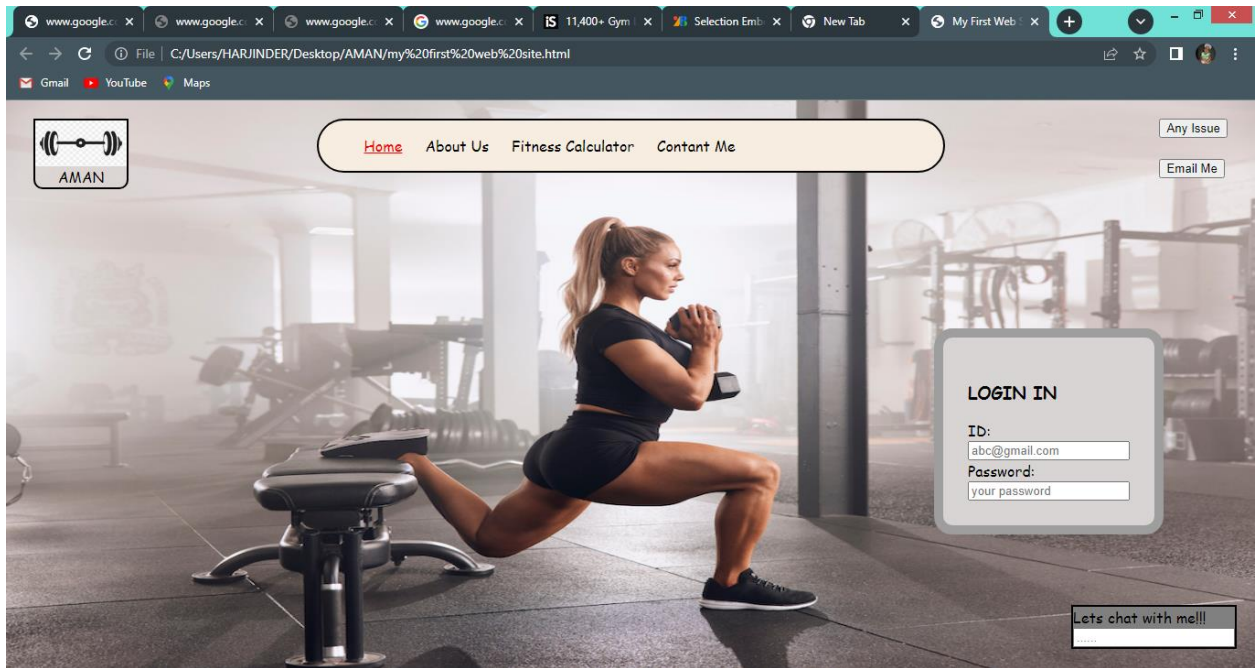 www.google.c
www.google.c
www.google.c
www.google.c
iS 11,400+ Gym
Selection Emb
New Tab
My First Web S
File
C:/Users/HARJINDER/Desktop/AMAN/my%20first%20web%20site.html
Gmail YouTube Maps
AMAN
Home About Us Fitness Calculator Contant Me
Any Issue
Email Me
LOGIN IN
ID:
abc@gmail.com
Password:
your password
Lets chat with me!!!
......